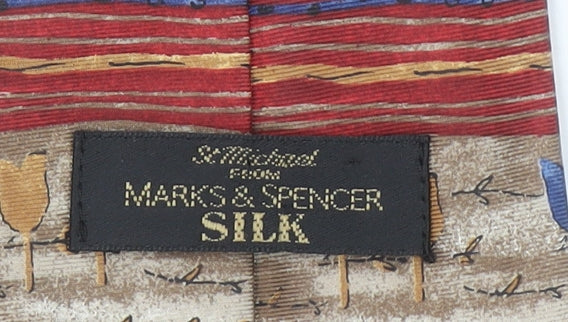 St Michael
FROM
MARKS & SPENCER
SILK